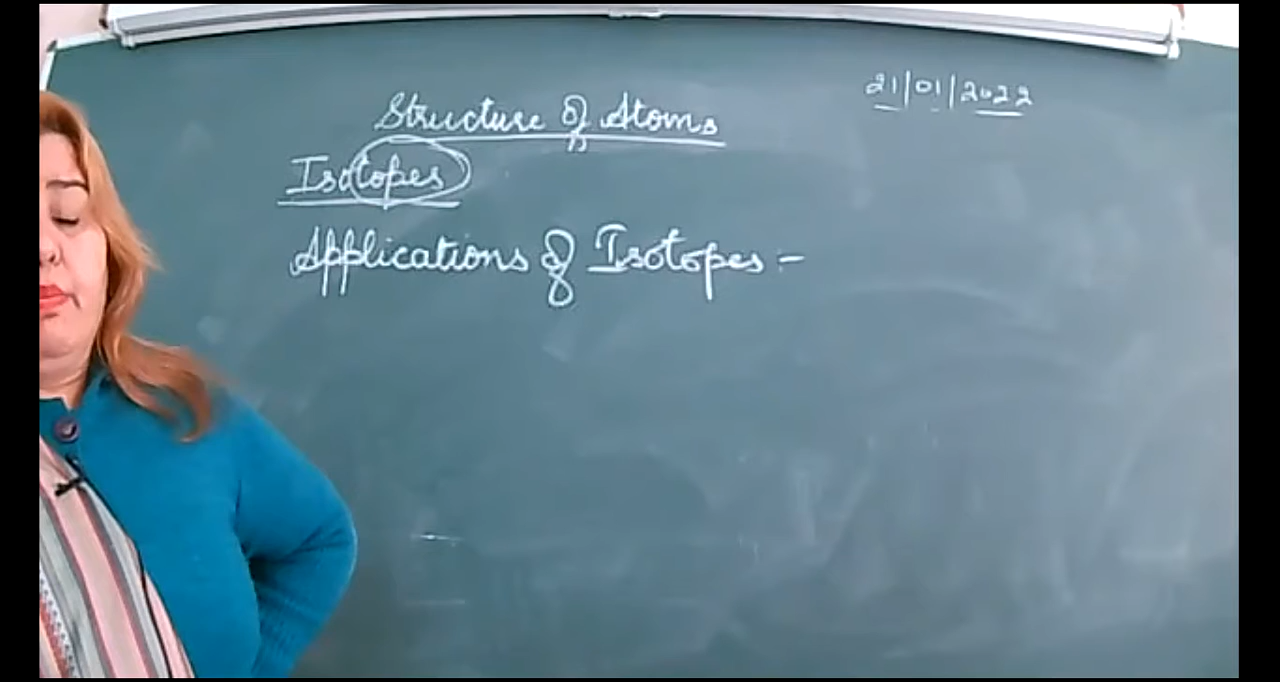 21/01/2022
Structure of Atoms
Isotopes
Applications of Isotopes :-